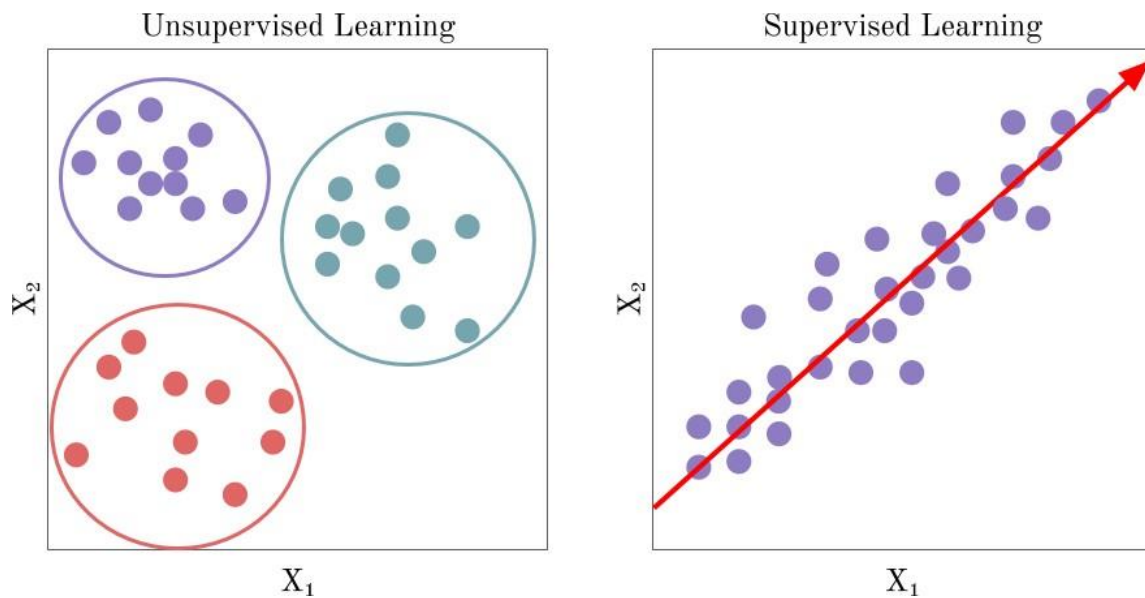 Unsupervised Learning
X₂
X₁
Supervised Learning
X₂
X₁